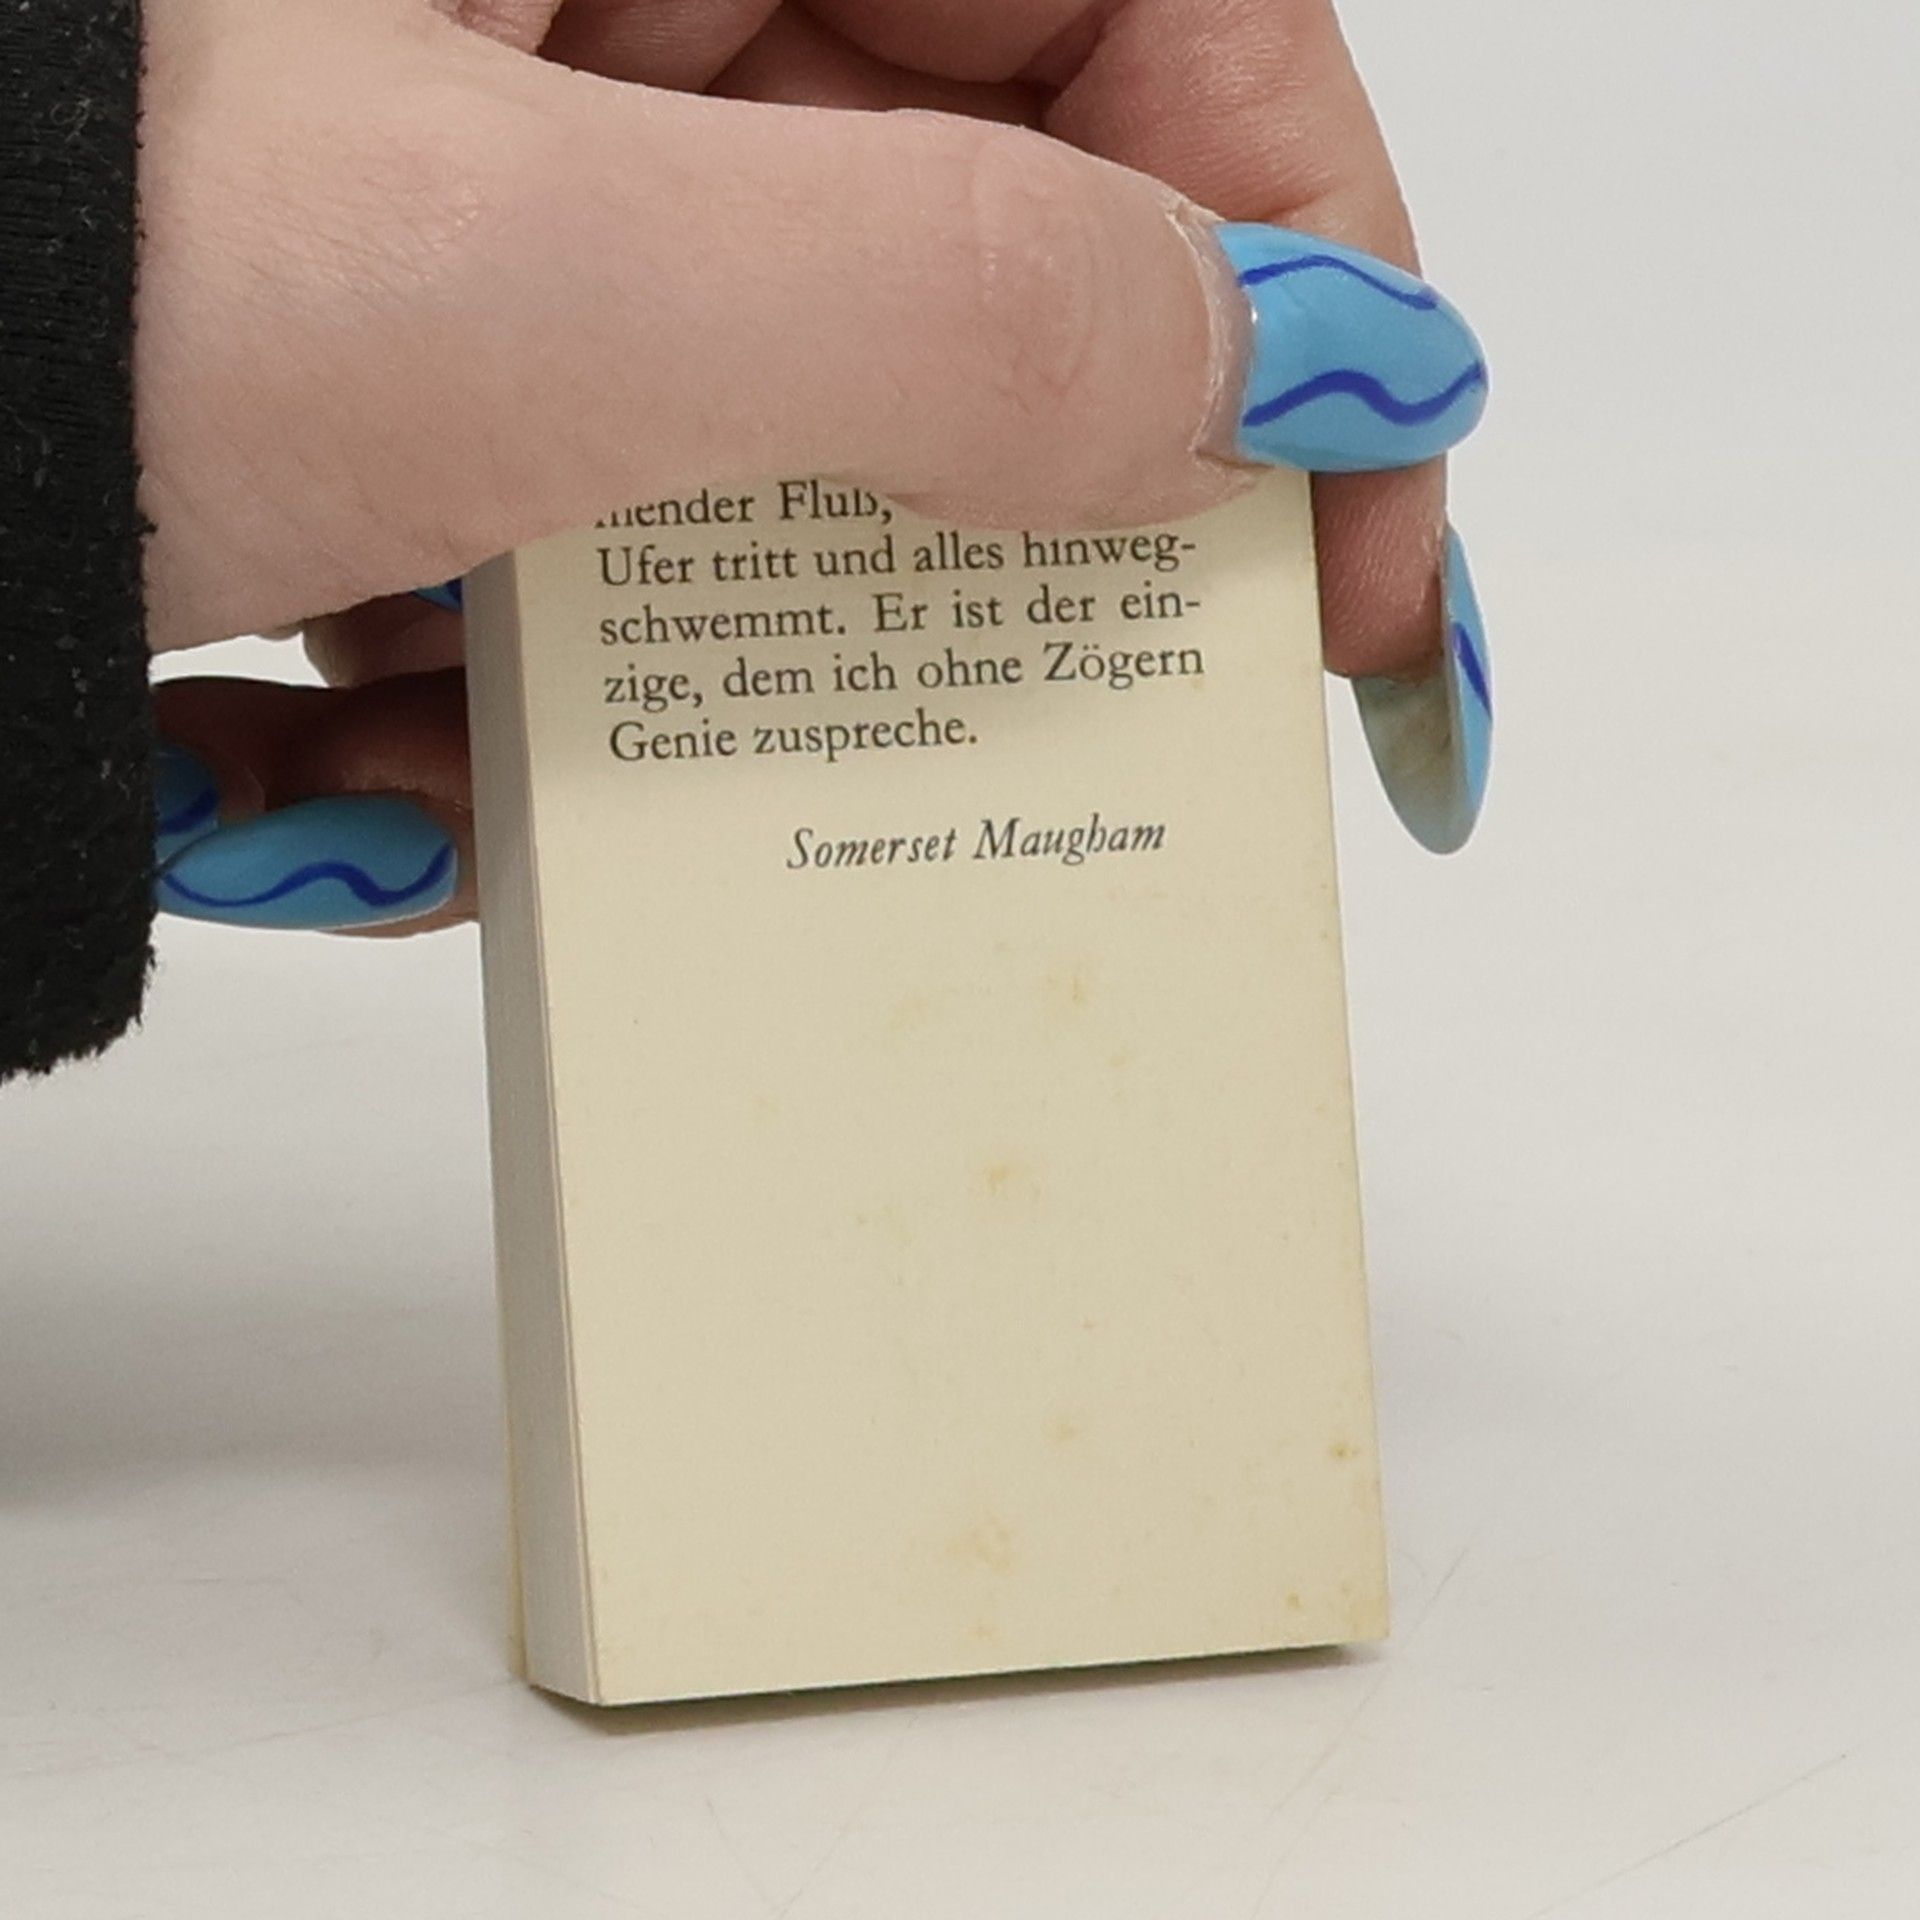 Fluß,
Ufer tritt und alles hinweg-
schwemmt. Er ist der ein-
zige, dem ich ohne Zögern
Genie zuspreche.
Somerset Maugham